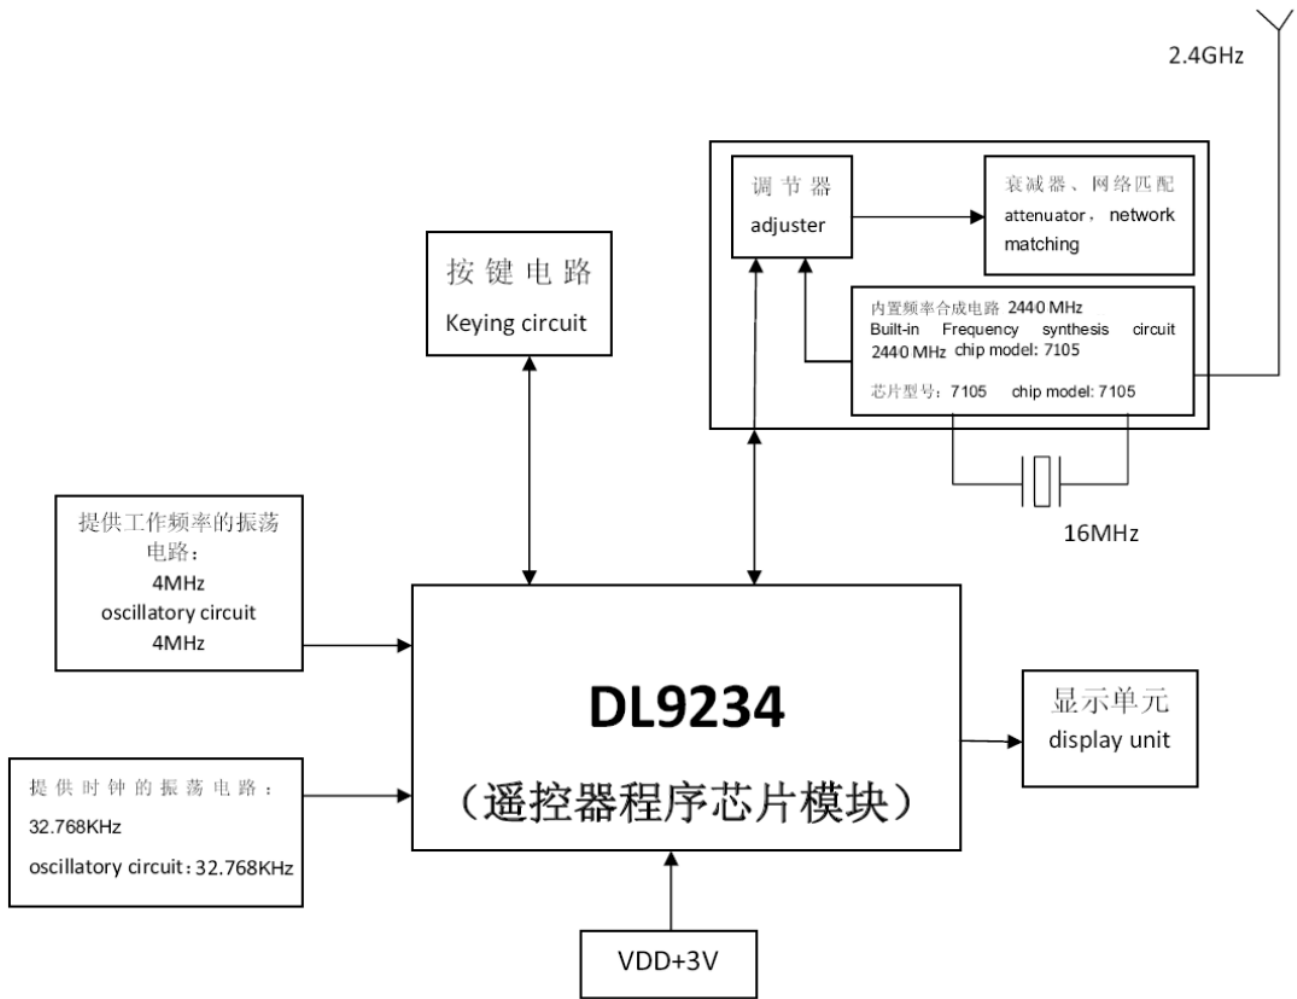 2.4GHz
调节器
adjuster
衰减器、网络匹配
attenuator，network
matching
按键电路
Keying circuit
内置频率合成电路 2440 MHz
Built-in Frequency synthesis circuit
2440 MHz chip model: 7105
芯片型号：7105 chip model: 7105
16MHz
提供工作频率的振荡
电路：
4MHz
oscillatory circuit
4MHz
DL9234
（遥控器程序芯片模块）
显示单元
display unit
提供时钟的振荡电路：
32.768KHz
oscillatory circuit：32.768KHz
VDD+3V